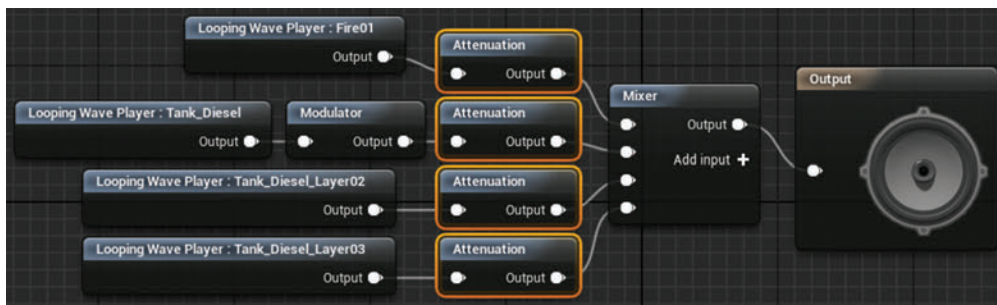 Looping Wave Player : Fire01
Output
Attenuation
Output
Looping Wave Player : Tank_Diesel
Output
Modulator
Output
Attenuation
Output
Looping Wave Player : Tank_Diesel_Layer02
Output
Attenuation
Output
Looping Wave Player : Tank_Diesel_Layer03
Output
Attenuation
Output
Mixer
Output
Add input
Output